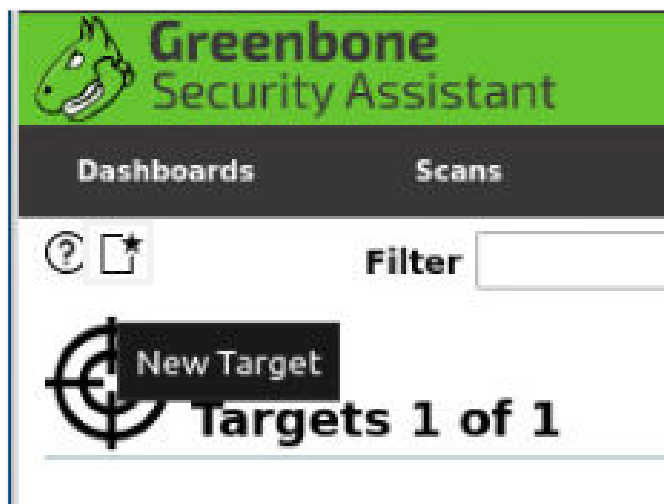 Greenbone
Security Assistant
Dashboards Scans
? Filter
New Target
Targets 1 of 1